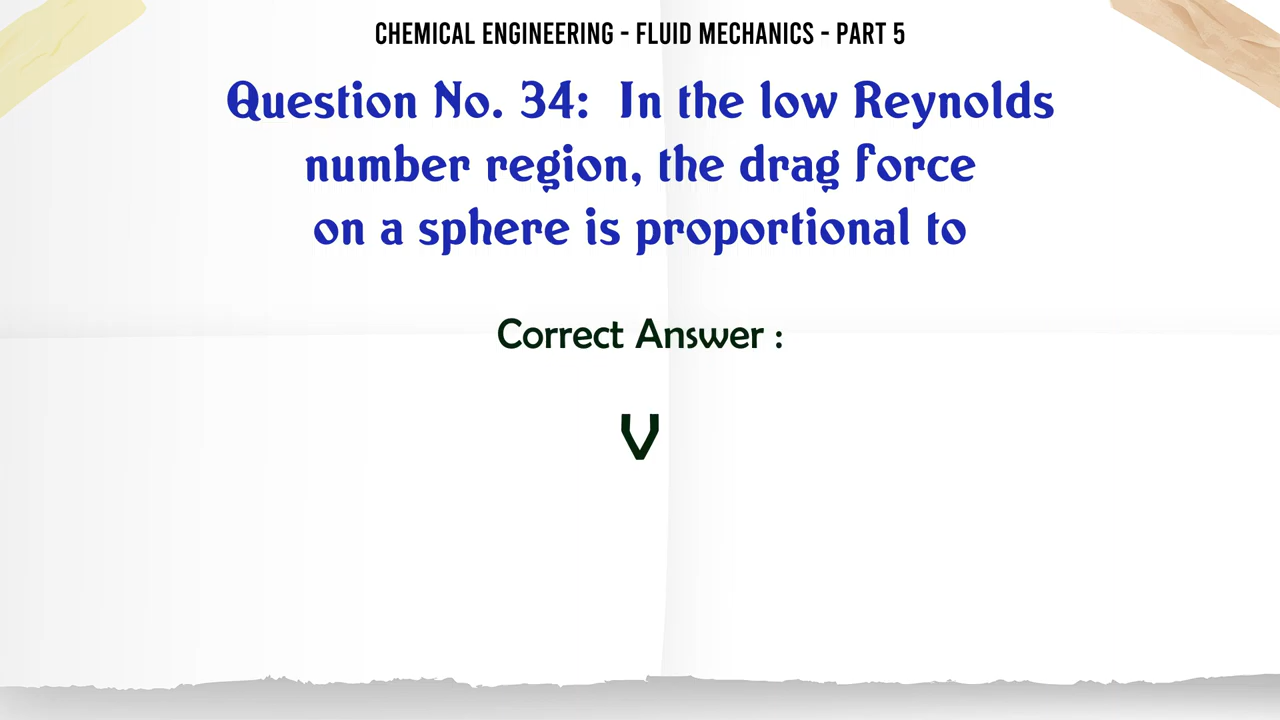 CHEMICAL ENGINEERING - FLUID MECHANICS - PART 5
Question No. 34: In the low Reynolds
number region, the drag force
on a sphere is proportional to
Correct Answer :
V